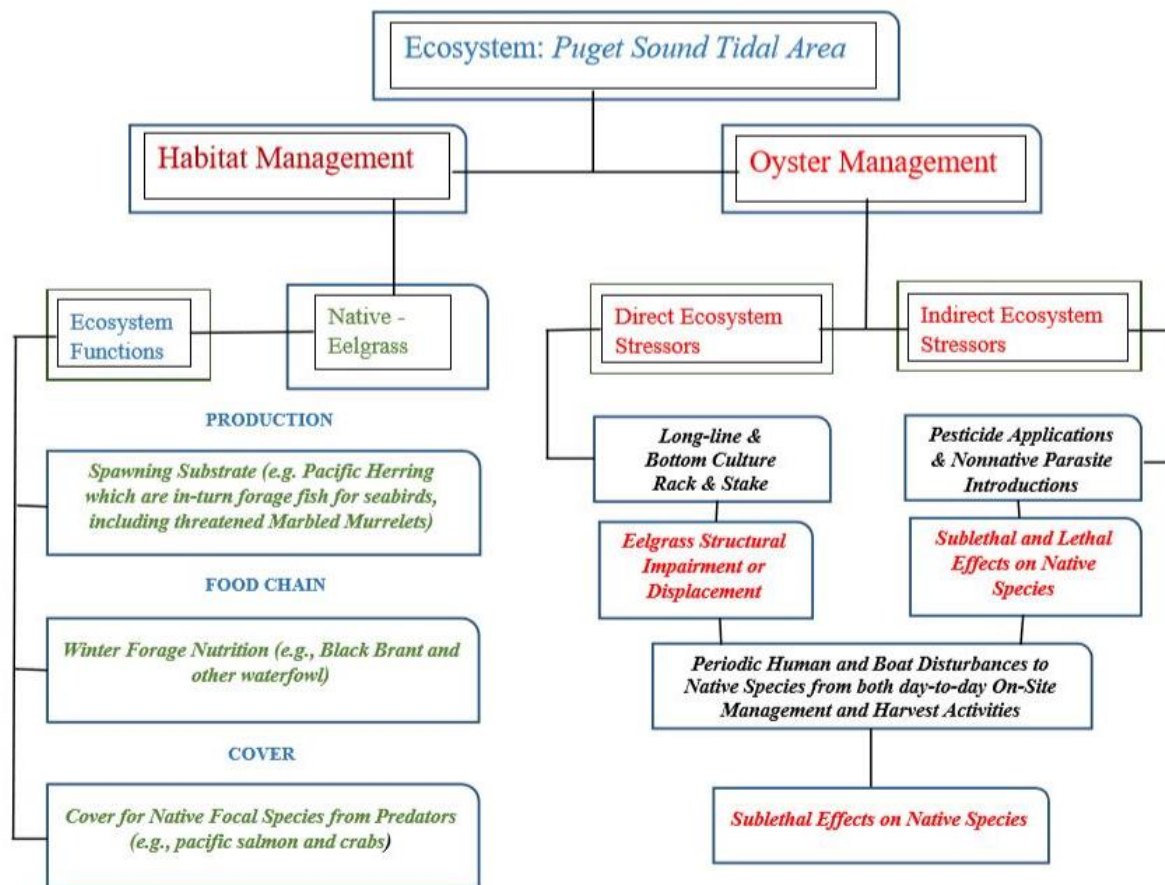 Ecosystem: Puget Sound Tidal Area
Habitat Management
Oyster Management
Ecosystem
Functions
Native -
Eelgrass
Direct Ecosystem
Stressors
Indirect Ecosystem
Stressors
PRODUCTION
Spawning Substrate (e.g. Pacific Herring
which are in-turn forage fish for seabirds,
including threatened Marbled Murrelets)
FOOD CHAIN
Winter Forage Nutrition (e.g., Black Brant and
other waterfowl)
COVER
Cover for Native Focal Species from Predators
(e.g., pacific salmon and crabs)
Long-line &
Bottom Culture
Rack & Stake
Pesticide Applications
& Nonnative Parasite
Introductions
Eelgrass Structural
Impairment or
Displacement
Sublethal and Lethal
Effects on Native
Species
Periodic Human and Boat Disturbances to
Native Species from both day-to-day On-Site
Management and Harvest Activities
Sublethal Effects on Native Species